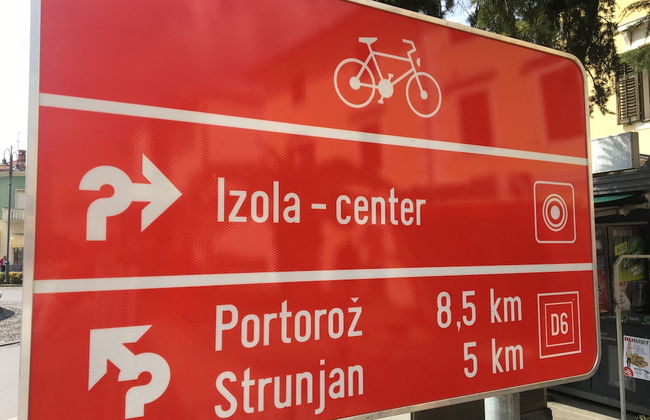 Izola – center
Portorož 8,5 km
Strunjan 5 km
D6